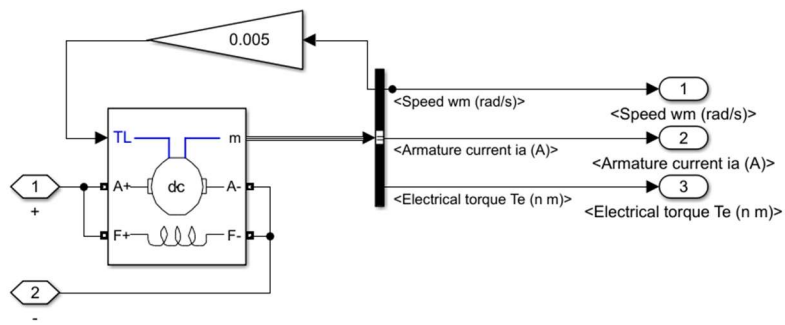 0.005
<Speed wm (rad/s)>
1
<Speed wm (rad/s)>
TL
m
<Armature current ia (A)>
2
<Armature current ia (A)>
1
+
A+
dc
A-
<Electrical torque Te (n m)>
3
<Electrical torque Te (n m)>
F+
F-
2
-